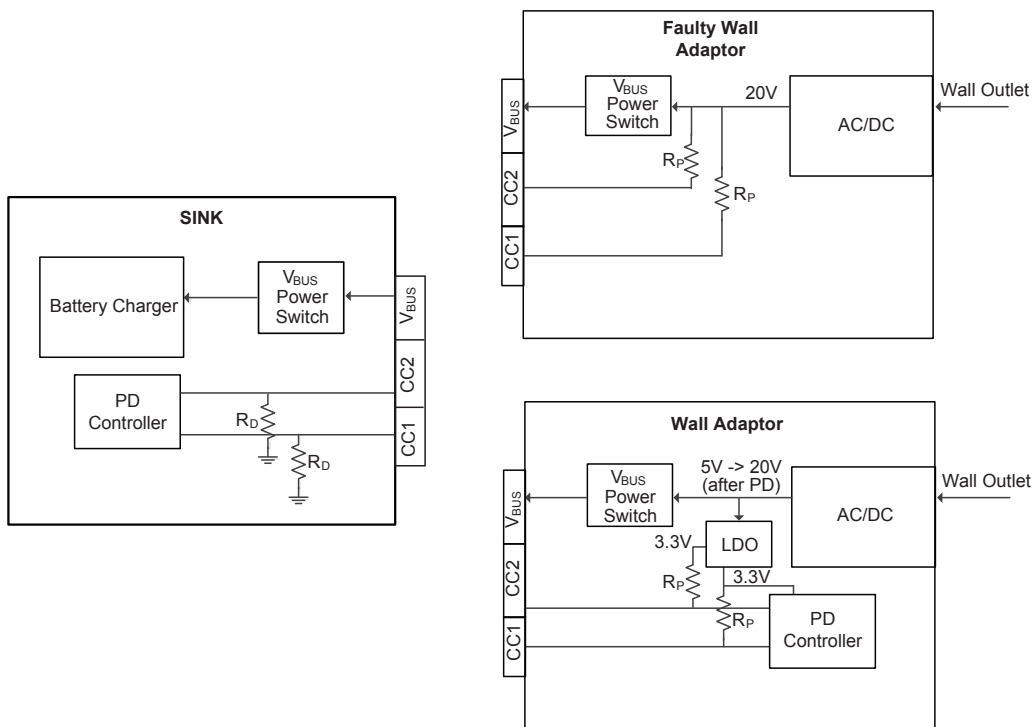 SINK
Battery Charger
VBUS
Power
Switch
VBUS
CC2
CC1
PD
Controller
RD
RD
Faulty Wall
Adaptor
VBUS
CC2
CC1
VBUS
Power
Switch
20V
AC/DC
Wall Outlet
RP
RP
Wall Adaptor
VBUS
CC2
CC1
VBUS
Power
Switch
5V -> 20V
(after PD)
AC/DC
Wall Outlet
LDO
3.3V
3.3V
RP
RP
PD
Controller